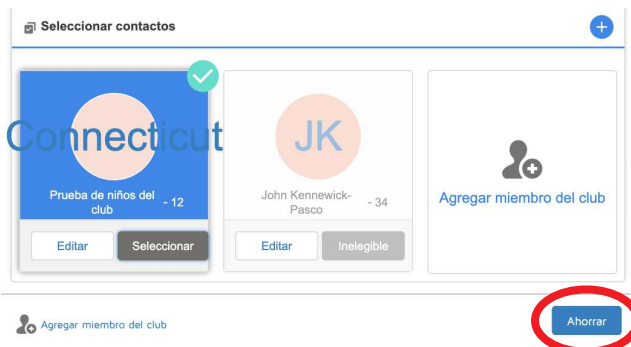 Seleccionar contactos
Connecticut
Prueba de niños del club - 12
Editar Seleccionar
JK
John Kennewick-Pasco - 34
Editar Inelegible
Agregar miembro del club
Agregar miembro del club
Ahorrar